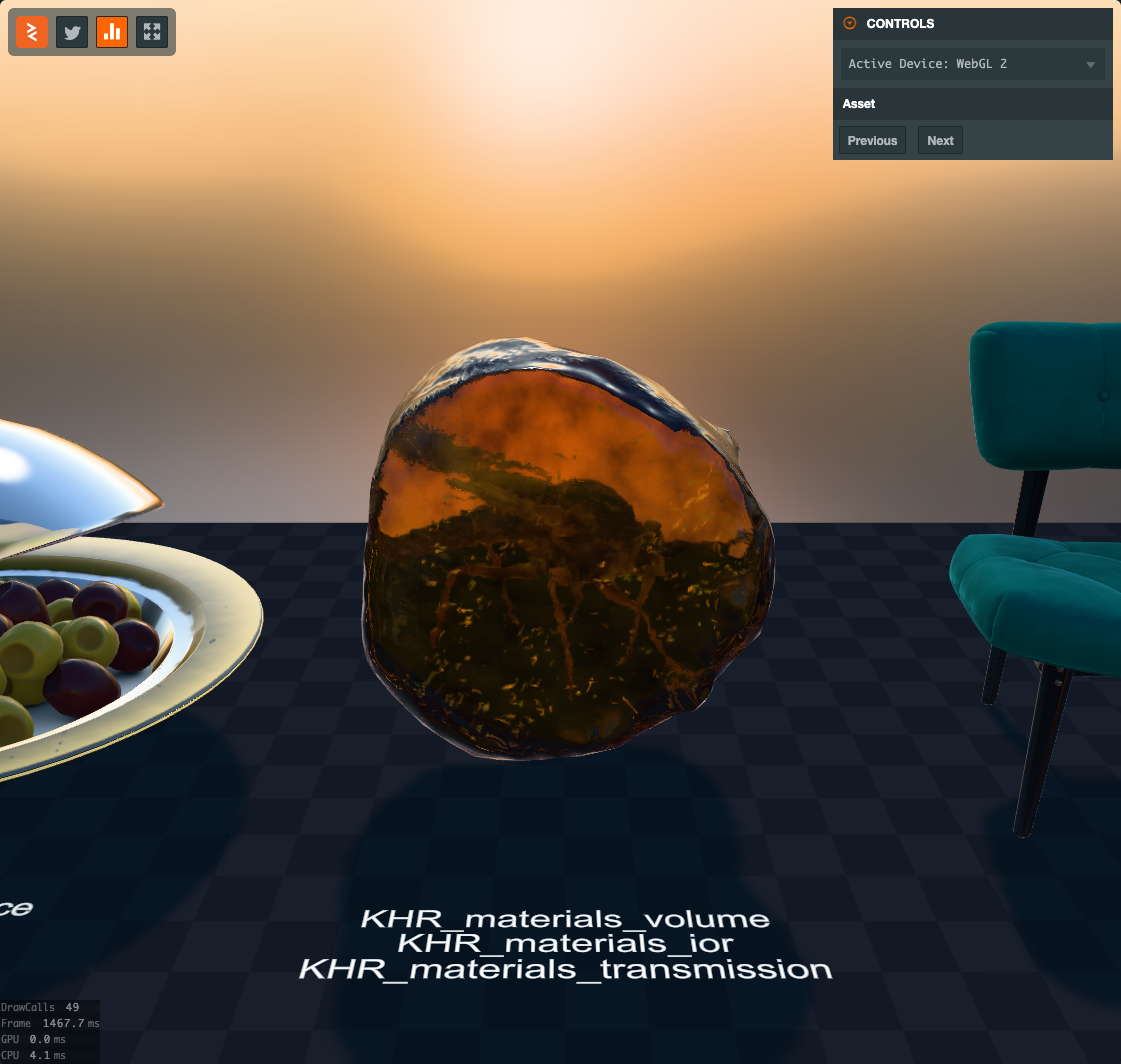 CONTROLS
Active Device: WebGL 2
Asset
Previous Next
ce
KHR_materials_volume
KHR_materials_ior
KHR_materials_transmission
DrawCalls 49
Frame 1467.7 ms
GPU 0.0 ms
CPU 4.1 ms